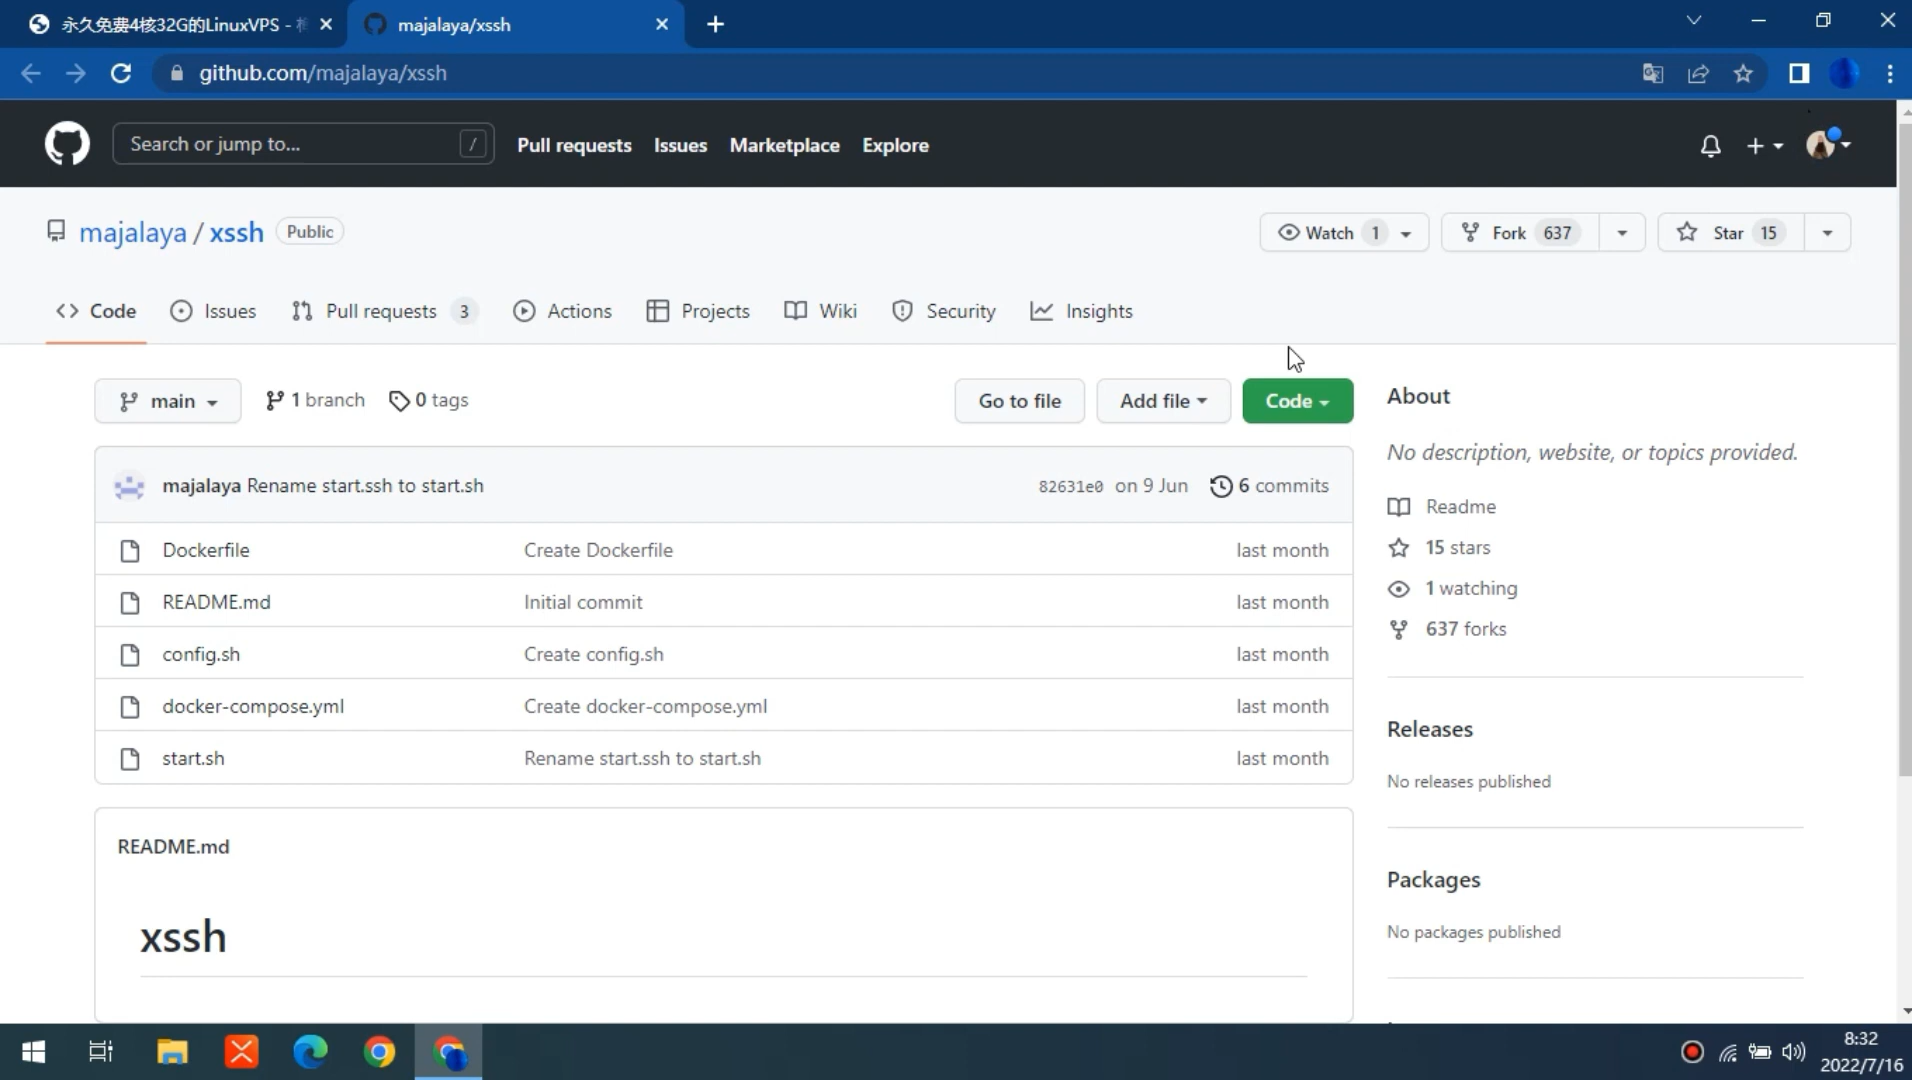 永久免费4核32G的LinuxVPS -
majalaya/xssh
github.com/majalaya/xssh
Search or jump to...
/
Pull requests
Issues
Marketplace
Explore
majalaya / xssh
Public
Watch 1
Fork 637
Star 15
Code
Issues
Pull requests 3
Actions
Projects
Wiki
Security
Insights
main
1 branch
0 tags
Go to file
Add file
Code
About
No description, website, or topics provided.
majalaya Rename start.ssh to start.sh
82631e0 on 9 Jun
6 commits
Readme
Dockerfile
Create Dockerfile
last month
15 stars
README.md
Initial commit
last month
1 watching
config.sh
Create config.sh
last month
637 forks
docker-compose.yml
Create docker-compose.yml
last month
start.sh
Rename start.ssh to start.sh
last month
Releases
No releases published
README.md
xssh
Packages
No packages published
8:32
2022/7/16